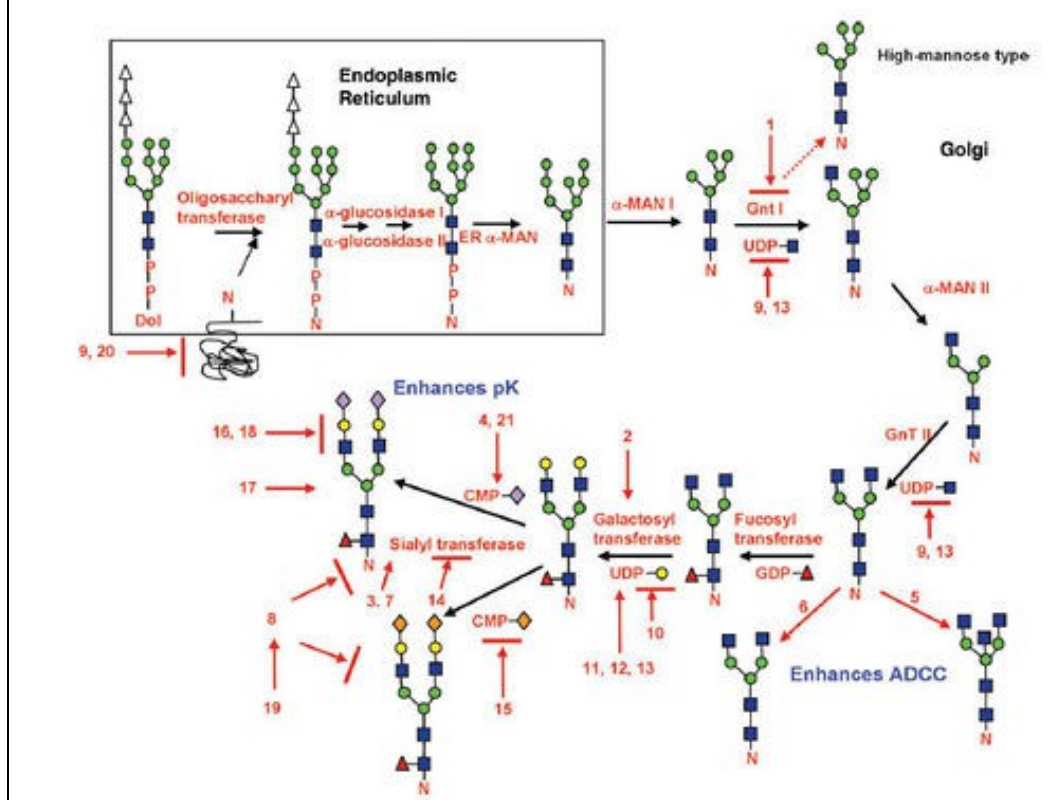 High-mannose type
Endoplasmic
Reticulum
1
N
Golgi
Oligosaccharyl
transferase
α-glucosidase I
α-glucosidase II
ER α-MAN
α-MAN I
Gnt I
UDP
N
P
P
Dol
N
P
P
N
P
P
N
N
N
9, 13
N
α-MAN II
9, 20
Enhances pK
16, 18
4, 21
2
GnT II
N
17
CMP
Galactosyl
transferase
Fucosyl
transferase
UDP
9, 13
Sialyl transferase
N
UDP
GDP
N
N
N
3, 7
14
8
CMP
10
11, 12, 13
6
5
Enhances ADCC
19
15
N
N
N